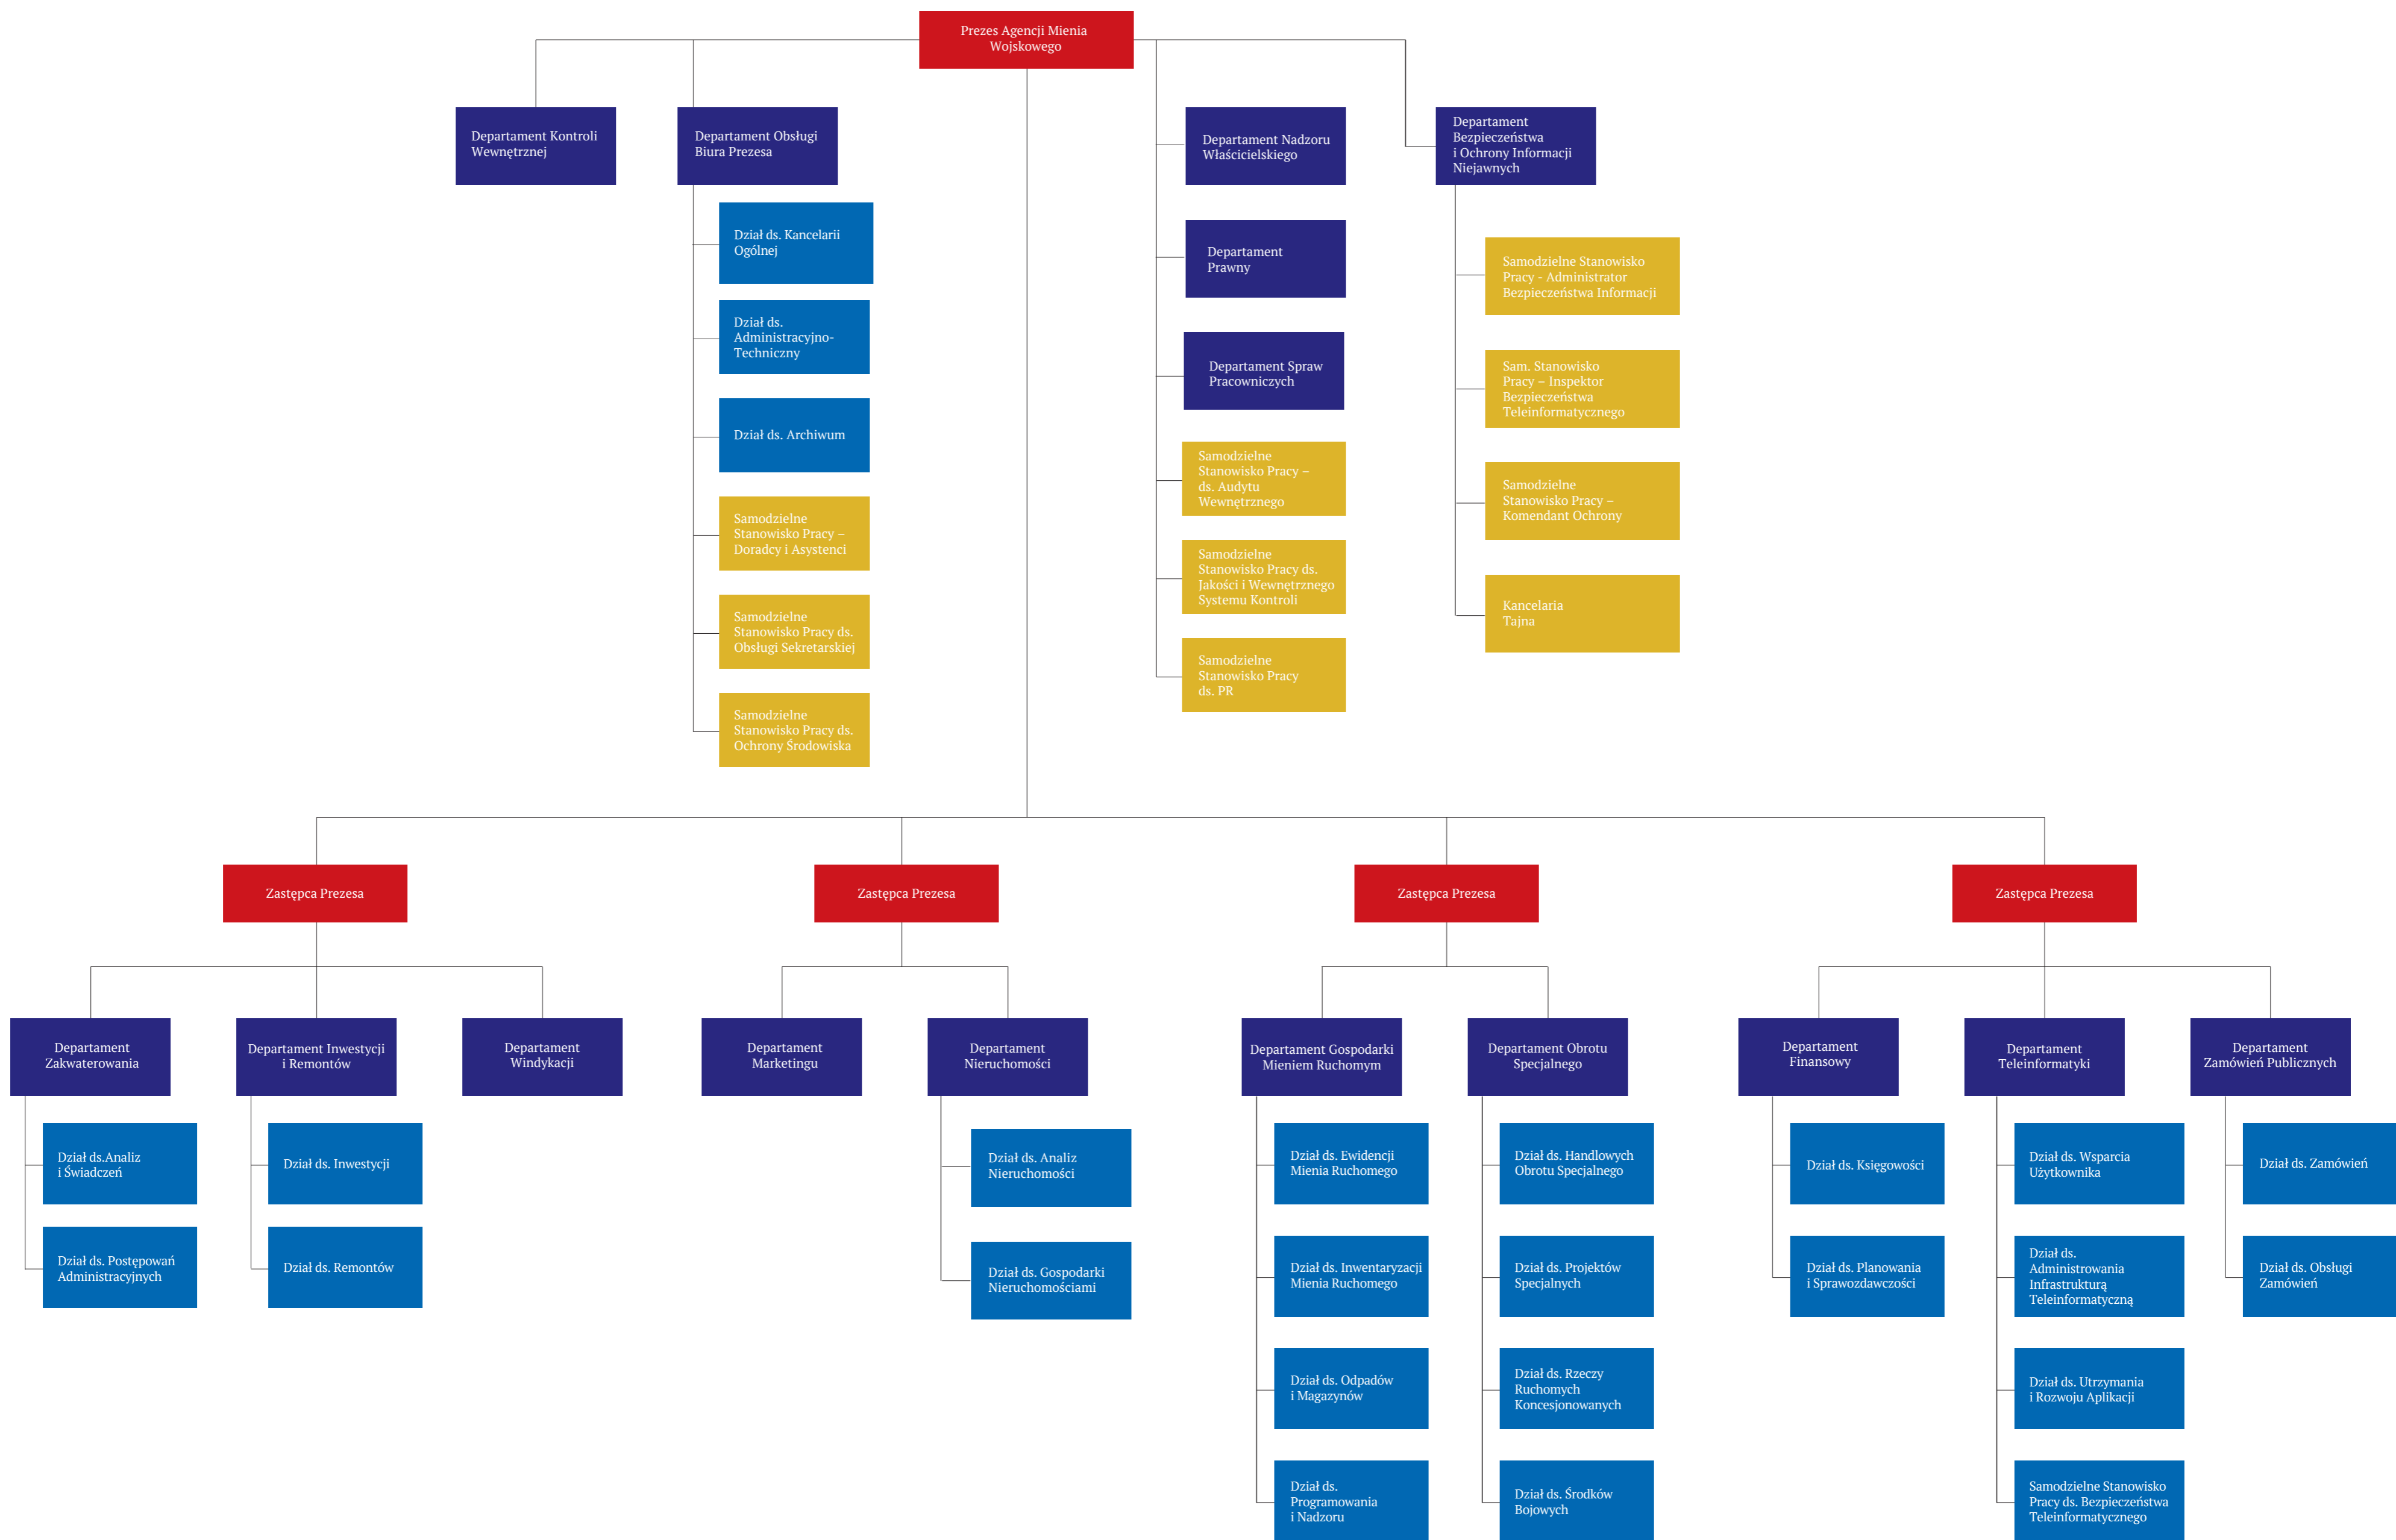 Prezes Agencji Mienia
Wojskowego
Departament Kontroli
Wewnętrznej
Departament Obsługi
Biura Prezesa
Departament Nadzoru
Właścicielskiego
Departament
Bezpieczeństwa
i Ochrony Informacji
Niejawnych
Dział ds. Kancelarii
Ogólnej
Dział ds.
Administracyjno-
Techniczny
Dział ds. Archiwum
Samodzielne
Stanowisko Pracy –
Doradcy i Asystenci
Samodzielne
Stanowisko Pracy ds.
Obsługi Sekretarskiej
Samodzielne
Stanowisko Pracy ds.
Ochrony Środowiska
Departament
Prawny
Departament Spraw
Pracowniczych
Samodzielne
Stanowisko Pracy –
ds. Audytu
Wewnętrznego
Samodzielne
Stanowisko Pracy ds.
Jakości i Wewnętrznego
Systemu Kontroli
Samodzielne
Stanowisko Pracy
ds. PR
Samodzielne Stanowisko
Pracy - Administrator
Bezpieczeństwa Informacji
Sam. Stanowisko
Pracy – Inspektor
Bezpieczeństwa
Teleinformatycznego
Samodzielne
Stanowisko Pracy –
Komendant Ochrony
Kancelaria
Tajna
Zastępca Prezesa
Zastępca Prezesa
Zastępca Prezesa
Zastępca Prezesa
Departament
Zakwaterowania
Departament Inwestycji
i Remontów
Departament
Windykacji
Departament
Marketingu
Departament
Nieruchomości
Departament Gospodarki
Mieniem Ruchomym
Departament Obrotu
Specjalnego
Departament
Finansowy
Departament
Teleinformatyki
Departament
Zamówień Publicznych
Dział ds.Analiz
i Świadczeń
Dział ds. Postępowań
Administracyjnych
Dział ds. Inwestycji
Dział ds. Remontów
Dział ds. Analiz
Nieruchomości
Dział ds. Gospodarki
Nieruchomościami
Dział ds. Ewidencji
Mienia Ruchomego
Dział ds. Inwentaryzacji
Mienia Ruchomego
Dział ds. Odpadów
i Magazynów
Dział ds.
Programowania
i Nadzoru
Dział ds. Handlowych
Obrotu Specjalnego
Dział ds. Projektów
Specjalnych
Dział ds. Rzeczy
Ruchomych
Koncesjonowanych
Dział ds. Środków
Bojowych
Dział ds. Księgowości
Dział ds. Planowania
i Sprawozdawczości
Dział ds. Wsparcia
Użytkownika
Dział ds.
Administrowania
Infrastrukturą
Teleinformatyczną
Dział ds. Utrzymania
i Rozwoju Aplikacji
Samodzielne Stanowisko
Pracy ds. Bezpieczeństwa
Teleinformatycznego
Dział ds. Zamówień
Dział ds. Obsługi
Zamówień